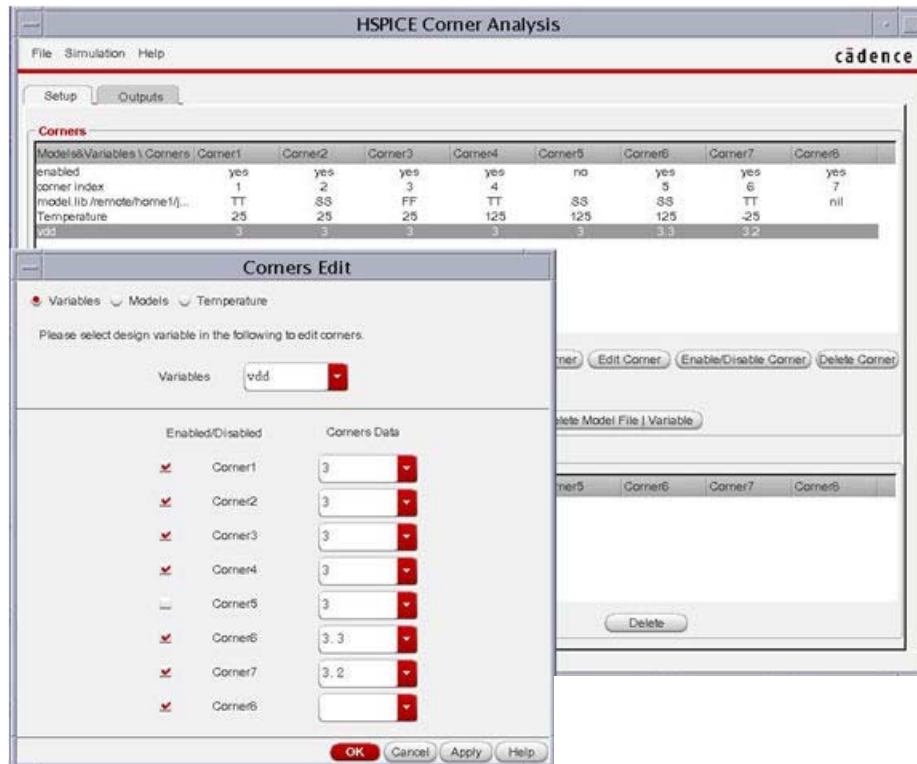 HSPICE Corner Analysis
File Simulation Help
cādence
Setup Outputs
Corners
Models&Variables \ Corners Corner1 Corner2 Corner3 Corner4 Corner5 Corner6 Corner7 Corner8
enabled yes yes yes yes no yes yes yes
corner index 1 2 3 4 5 6 7
model.lib /remote/home1/j... TT SS FF TT SS SS TT nil
Temperature 25 25 25 125 125 125 -25
vdd 3 3 3 3 3 3.3 3.2
Corners Edit
Variables Models Temperature
Please select design variable in the following to edit corners.
Variables vdd
Enabled/Disabled Corners Data
Corner1 3
Corner2 3
Corner3 3
Corner4 3
Corner5 3
Corner6 3.3
Corner7 3.2
Corner8
OK Cancel Apply Help
Edit Corner Enable/Disable Corner Delete Corner
Model File | Variable
Corner6 Corner7 Corner8
Delete